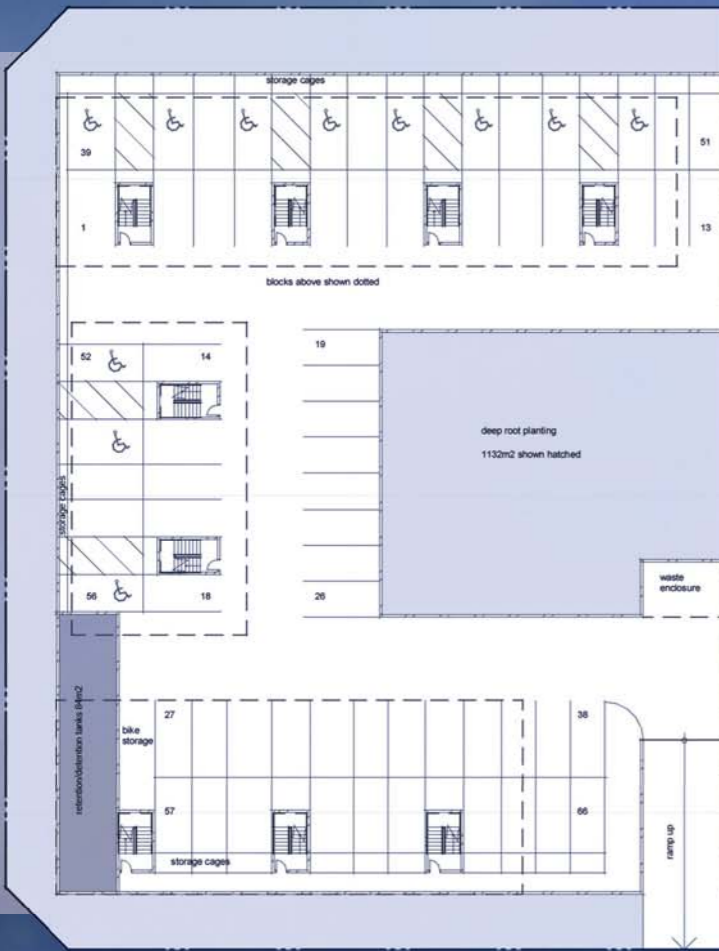 storage cages
39
51
1
13
blocks above shown dotted
52
14
19
deep root planting
1132m2 shown hatched
storage cages
waste
enclosure
56
18
26
retention/detention tanks 84m2
27
38
bike
storage
57
66
ramp up
storage cages